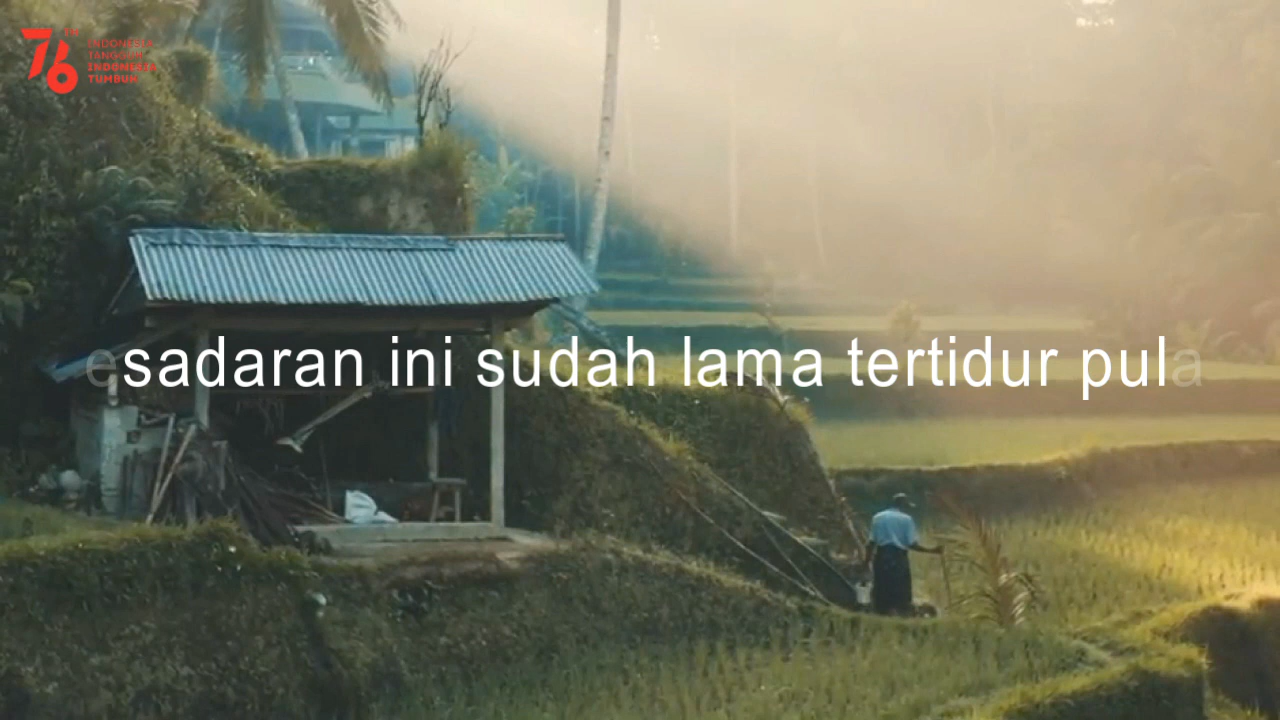 76 TH
INDONESIA
TANGGUH
INDONESIA
TUMBUH
esadaran ini sudah lama tertidur pula